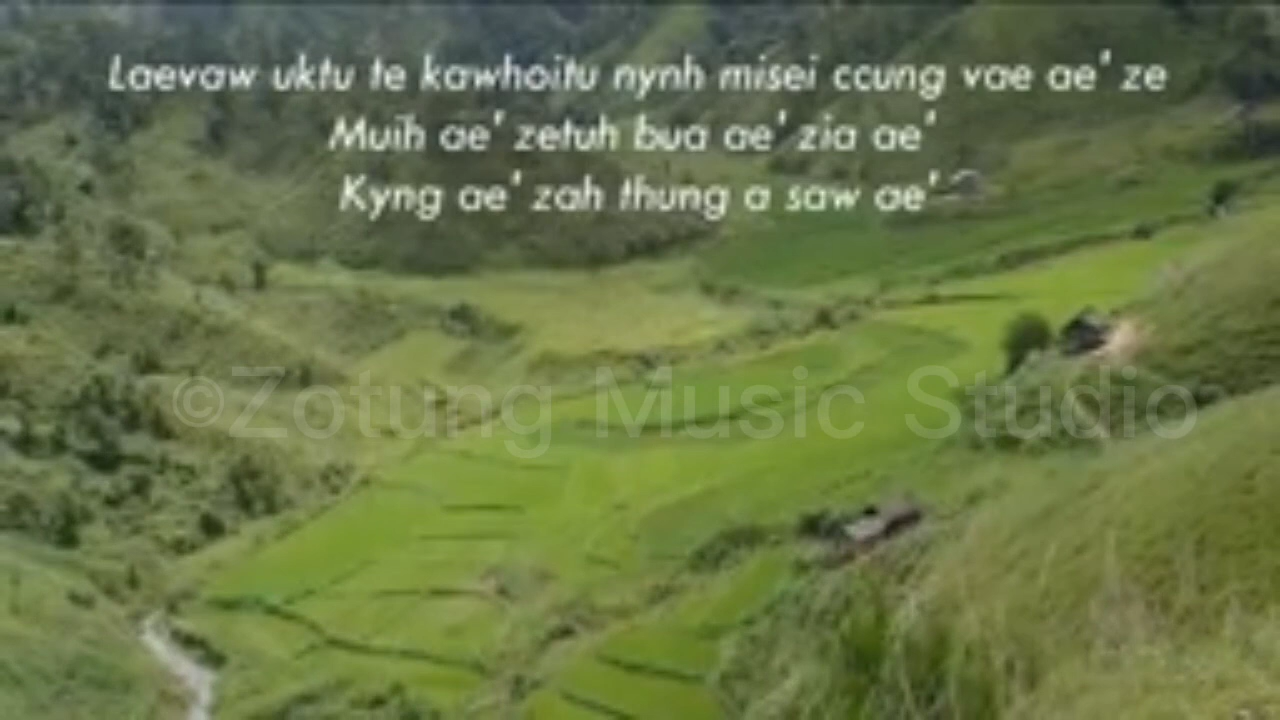 Laevaw uktu te kawhoitu nynh misei ccung vae ae' ze
Muih ae' zetuh bua ae' zia ae'
Kyng ae' zah thung a saw ae'
©Zotung Music Studio